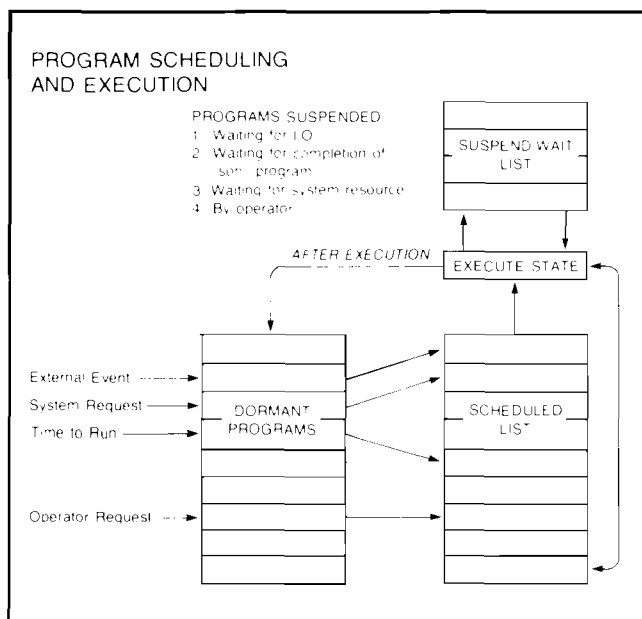 PROGRAM SCHEDULING
AND EXECUTION
PROGRAMS SUSPENDED
1 Waiting for I/O
2 Waiting for completion of
son program
3 Waiting for system resource
4 By operator
SUSPEND WAIT
LIST
AFTER EXECUTION
EXECUTE STATE
External Event
System Request
Time to Run
Operator Request
DORMANT
PROGRAMS
SCHEDULED
LIST